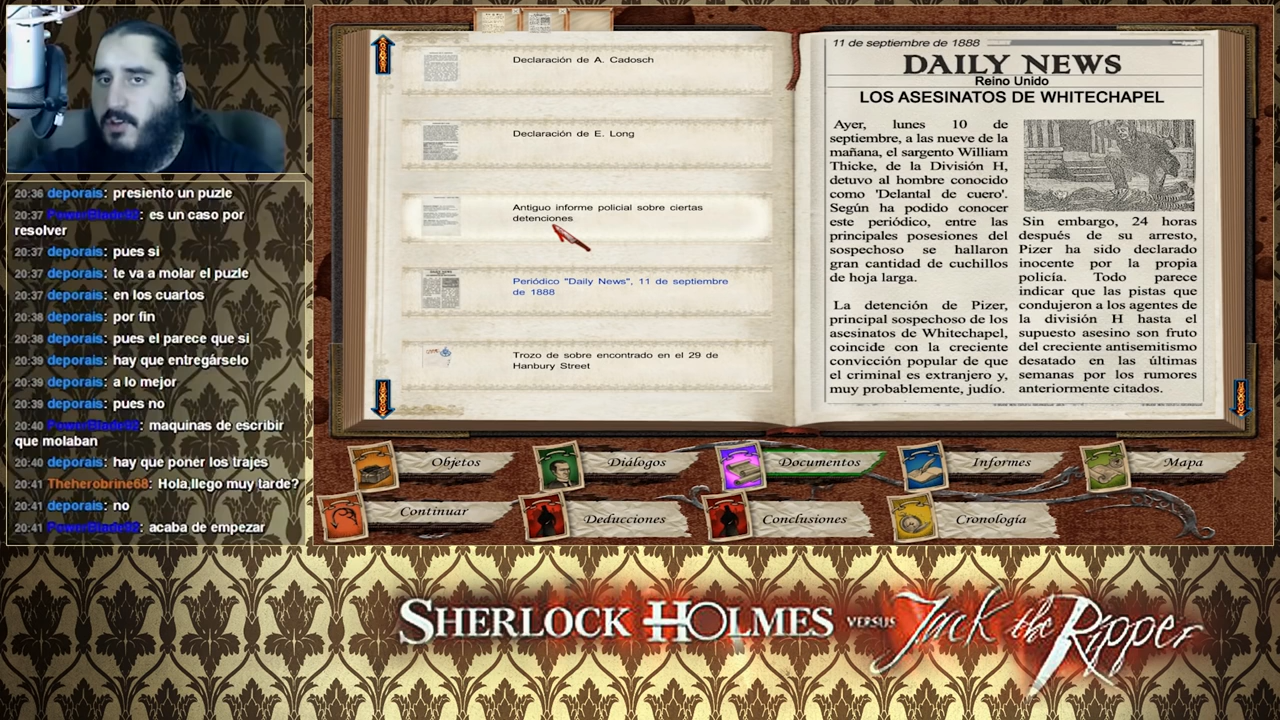 20:36 deporais: presiento un puzle
20:37 PowerBlade92: es un caso por
resolver
20:37 deporais: pues si
20:37 deporais: te va a molar el puzle
20:37 deporais: en los cuartos
20:38 deporais: por fin
20:38 deporais: pues el parece que si
20:39 deporais: hay que entregárselo
20:39 deporais: a lo mejor
20:39 deporais: pues no
20:40 maquinas de escribir
que molaban
20:40 deporais: hay que poner los trajes
20:41 Theherobrine68: Hola,llego muy tarde?
20:41 deporais: no
20:41 acaba de empezar
Declaración de A. Cadosch
Declaración de E. Long
Antiguo informe policial sobre ciertas
detenciones
Periódico "Daily News", 11 de septiembre
de 1888
Trozo de sobre encontrado en el 29 de
Hanbury Street
11 de septiembre de 1888
DAILY NEWS
Reino Unido
LOS ASESINATOS DE WHITECHAPEL
Ayer, lunes 10 de
septiembre, a las nueve de la
mañana, el sargento William
Thicke, de la División H,
detuvo al hombre conocido
como 'Delantal de cuero'.
Según ha podido conocer
este periódico, entre las
principales posesiones del
sospechoso se hallaron
gran cantidad de cuchillos
de hoja larga.
La detención de Pizer,
principal sospechoso de los
asesinatos de Whitechapel,
coincide con la creciente
convicción popular de que
el criminal es extranjero y,
muy probablemente, judío.
Sin embargo, 24 horas
después de su arresto,
Pizer ha sido declarado
inocente por la propia
policía. Todo parece
indicar que las pistas que
condujeron a los agentes de
la división H hasta el
supuesto asesino son fruto
del creciente antisemitismo
desatado en las últimas
semanas por los rumores
anteriormente citados.
Objetos
Diálogos
Documentos
Informes
Mapa
Continuar
Deducciones
Conclusiones
Cronología
SHERLOCK HOLMES VERSUS Jack the Ripper